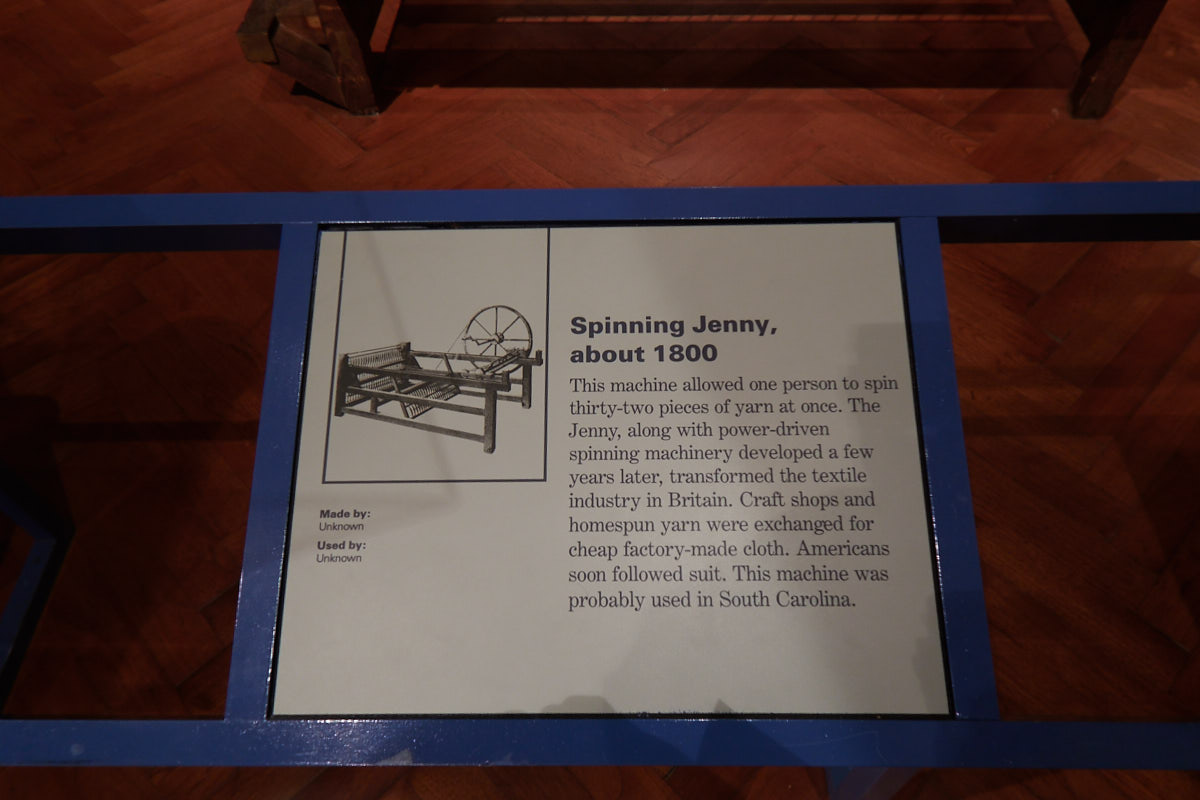 Spinning Jenny,
about 1800
This machine allowed one person to spin
thirty-two pieces of yarn at once. The
Jenny, along with power-driven
spinning machinery developed a few
years later, transformed the textile
industry in Britain. Craft shops and
homespun yarn were exchanged for
cheap factory-made cloth. Americans
soon followed suit. This machine was
probably used in South Carolina.
Made by:
Unknown
Used by:
Unknown